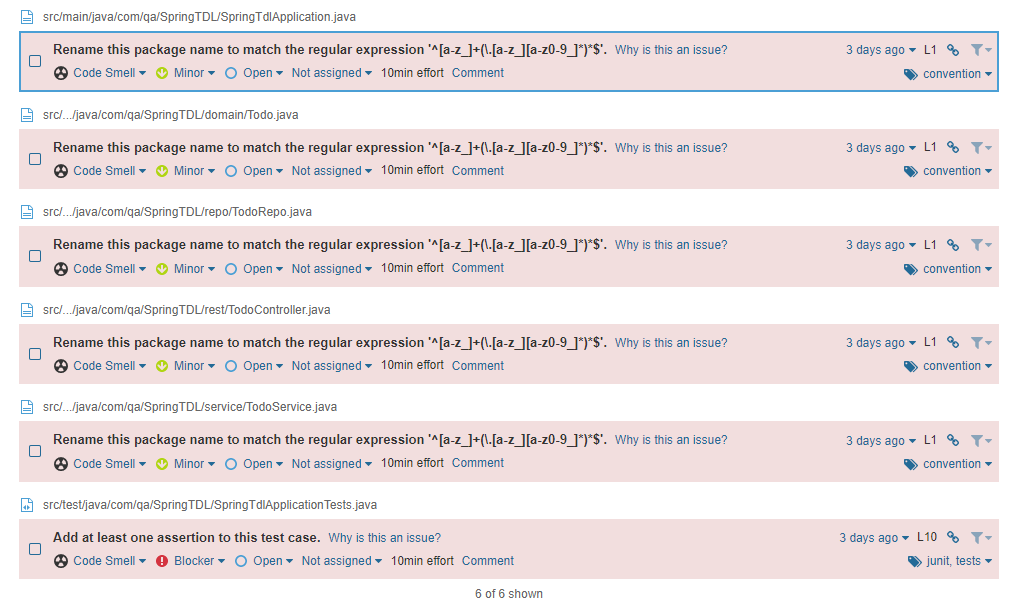 src/main/java/com/qa/SpringTDL/SpringTdlApplication.java
Rename this package name to match the regular expression '^[a-z_]+(\.[a-z_][a-z0-9_]*)*$'. Why is this an issue? 3 days ago L1
Code Smell Minor Open Not assigned 10min effort Comment convention
src/.../java/com/qa/SpringTDL/domain/Todo.java
Rename this package name to match the regular expression '^[a-z_]+(\.[a-z_][a-z0-9_]*)*$'. Why is this an issue? 3 days ago L1
Code Smell Minor Open Not assigned 10min effort Comment convention
src/.../java/com/qa/SpringTDL/repo/TodoRepo.java
Rename this package name to match the regular expression '^[a-z_]+(\.[a-z_][a-z0-9_]*)*$'. Why is this an issue? 3 days ago L1
Code Smell Minor Open Not assigned 10min effort Comment convention
src/.../java/com/qa/SpringTDL/rest/TodoController.java
Rename this package name to match the regular expression '^[a-z_]+(\.[a-z_][a-z0-9_]*)*$'. Why is this an issue? 3 days ago L1
Code Smell Minor Open Not assigned 10min effort Comment convention
src/.../java/com/qa/SpringTDL/service/TodoService.java
Rename this package name to match the regular expression '^[a-z_]+(\.[a-z_][a-z0-9_]*)*$'. Why is this an issue? 3 days ago L1
Code Smell Minor Open Not assigned 10min effort Comment convention
src/test/java/com/qa/SpringTDL/SpringTdlApplicationTests.java
Add at least one assertion to this test case. Why is this an issue? 3 days ago L10
Code Smell Blocker Open Not assigned 10min effort Comment junit, tests
6 of 6 shown